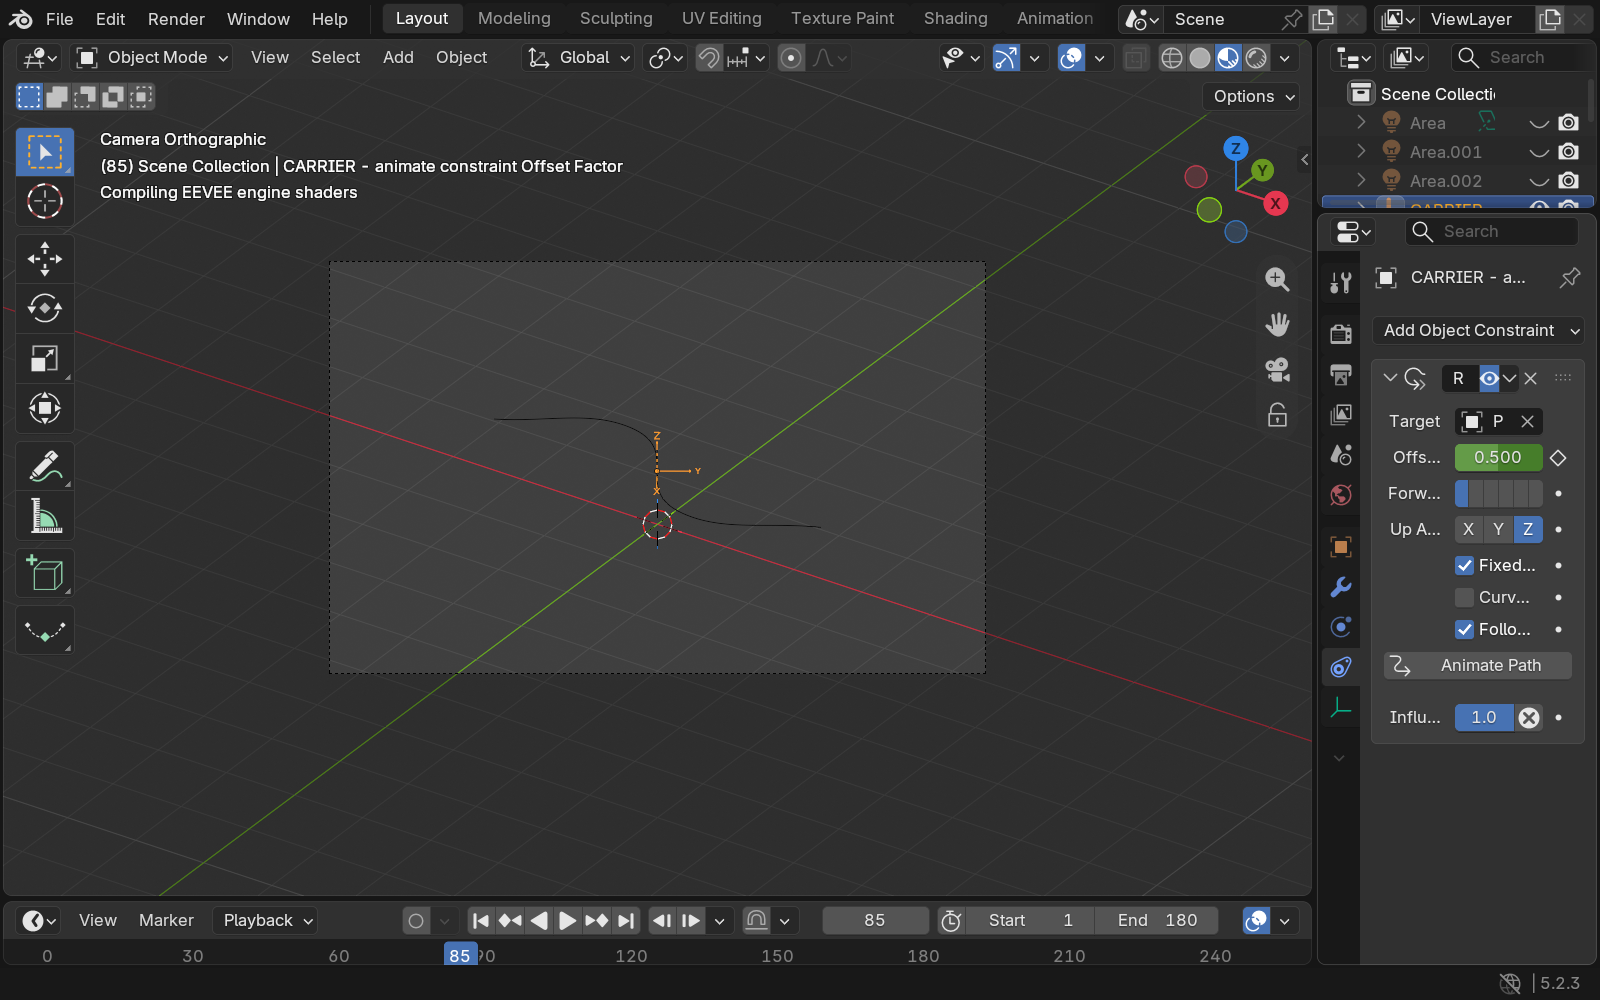 File Edit Render Window Help Layout Modeling Sculpting UV Editing Texture Paint Shading Animation Scene ViewLayer
Object Mode View Select Add Object Global Search
Options
Camera Orthographic
(85) Scene Collection | CARRIER - animate constraint Offset Factor
Compiling EEVEE engine shaders
Z
Y
X
Z
Y
X
Scene Collecti
Area
Area.001
Area.002
Search
CARRIER - a...
Add Object Constraint
R
Target P
Offs... 0.500
Forw...
Up A... X Y Z
Fixed...
Curv...
Follo...
Animate Path
Influ... 1.0
View Marker Playback 85 Start 1 End 180
0 30 60 85 90 120 150 180 210 240
5.2.3